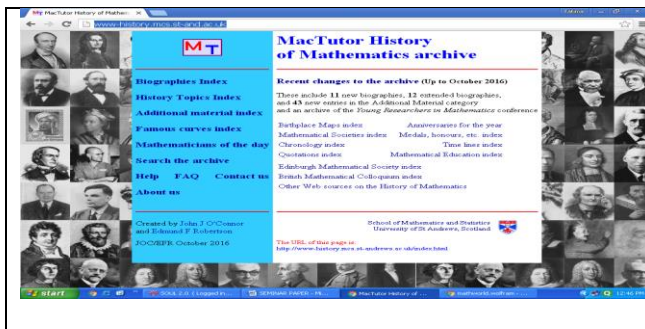 MacTutor History of Mathem
www-history.mcs.st-and.ac.uk
MT
Biographies Index
History Topics Index
Additional material index
Famous curves index
Mathematicians of the day
Search the archive
Help FAQ Contact us
About us
Created by John J O'Connor
and Edmund F Robertson
JOC/EFR October 2016
MacTutor History
of Mathematics archive
Recent changes to the archive (Up to October 2016)
These include 11 new biographies, 12 extended biographies,
and 43 new entries in the Additional Material category
and an archive of the Young Researchers in Mathematics conference
Birthplace Maps index Anniversaries for the year
Mathematical Societies index Medals, honours, etc. index
Chronology index Time lines index
Quotations index Mathematical Education index
Edinburgh Mathematical Society index
British Mathematical Colloquium index
Other Web sources on the History of Mathematics
School of Mathematics and Statistics
University of St Andrews, Scotland
The URL of this page is:
http://www-history.mcs.st-andrews.ac.uk/index.html
start
SOUL 2.0 (Logged in...
SEMINAR PAPER - Mi...
MacTutor History of ...
mathworld.wolfram...
12:46 PM